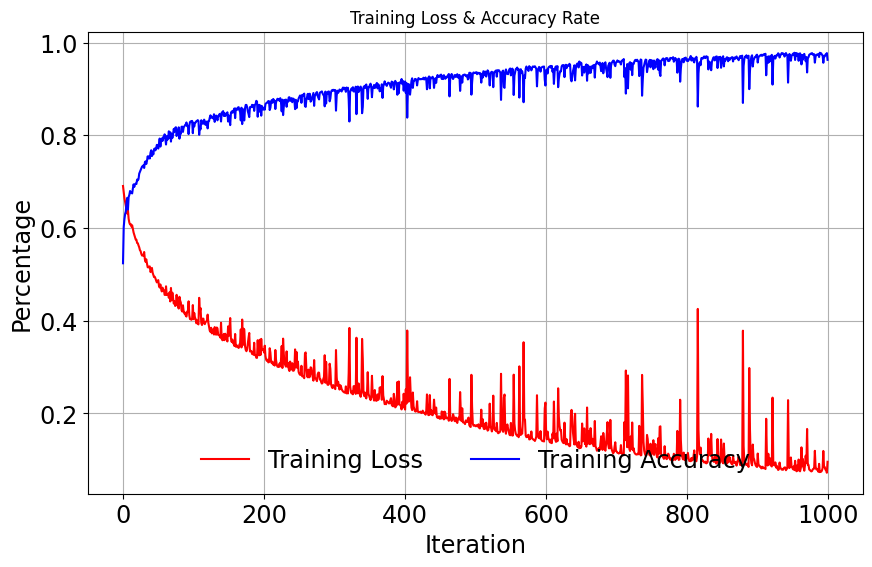 Training Loss & Accuracy Rate
1.0
0.8
0.6
0.4
0.2
Percentage
Training Loss Training Accuracy
0 200 400 600 800 1000
Iteration